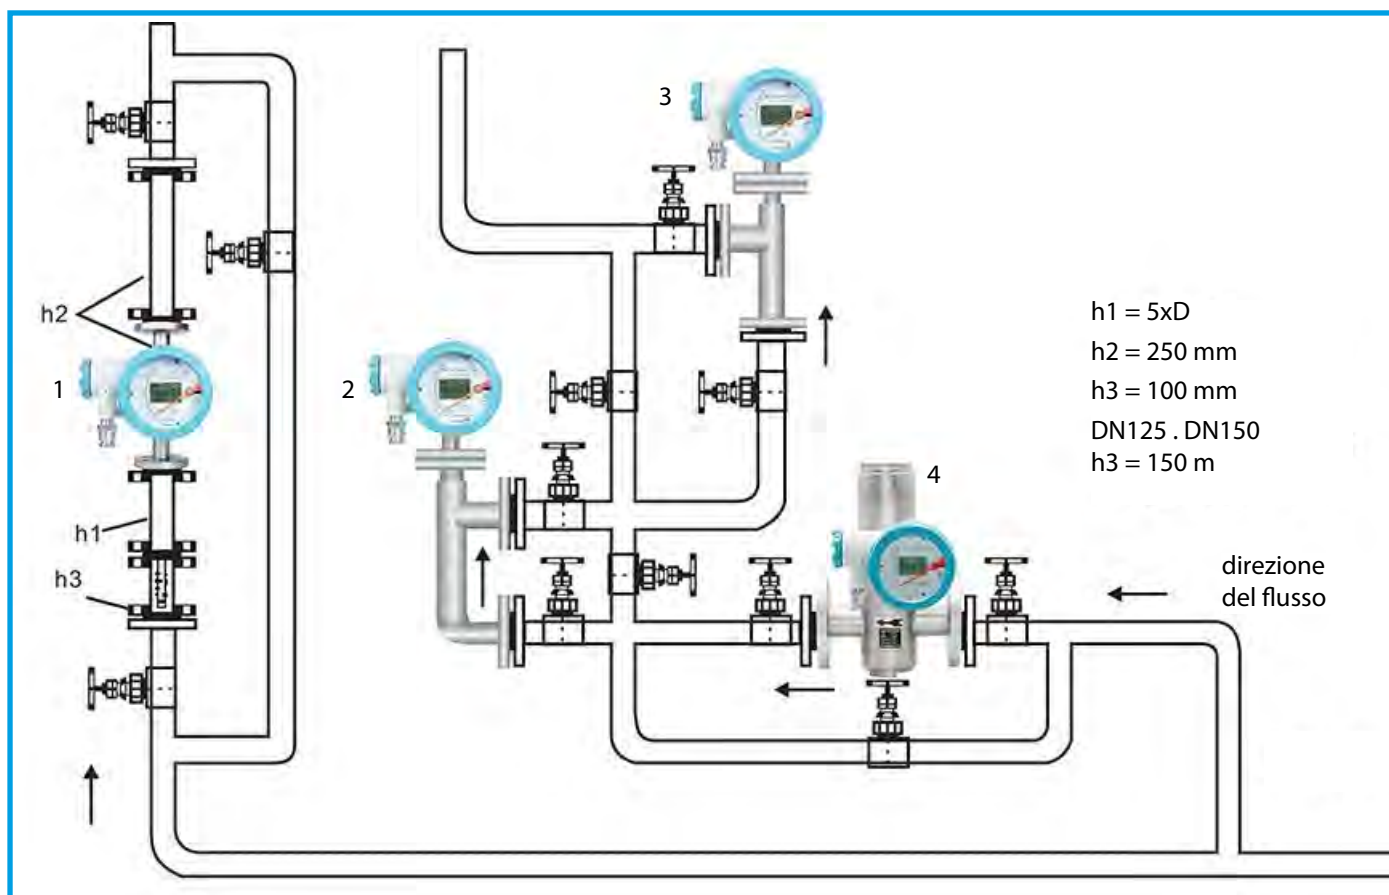 3
h2
1
2
h1 = 5xD
h2 = 250 mm
h3 = 100 mm
DN125 . DN150
h3 = 150 m
4
h1
h3
direzione
del flusso